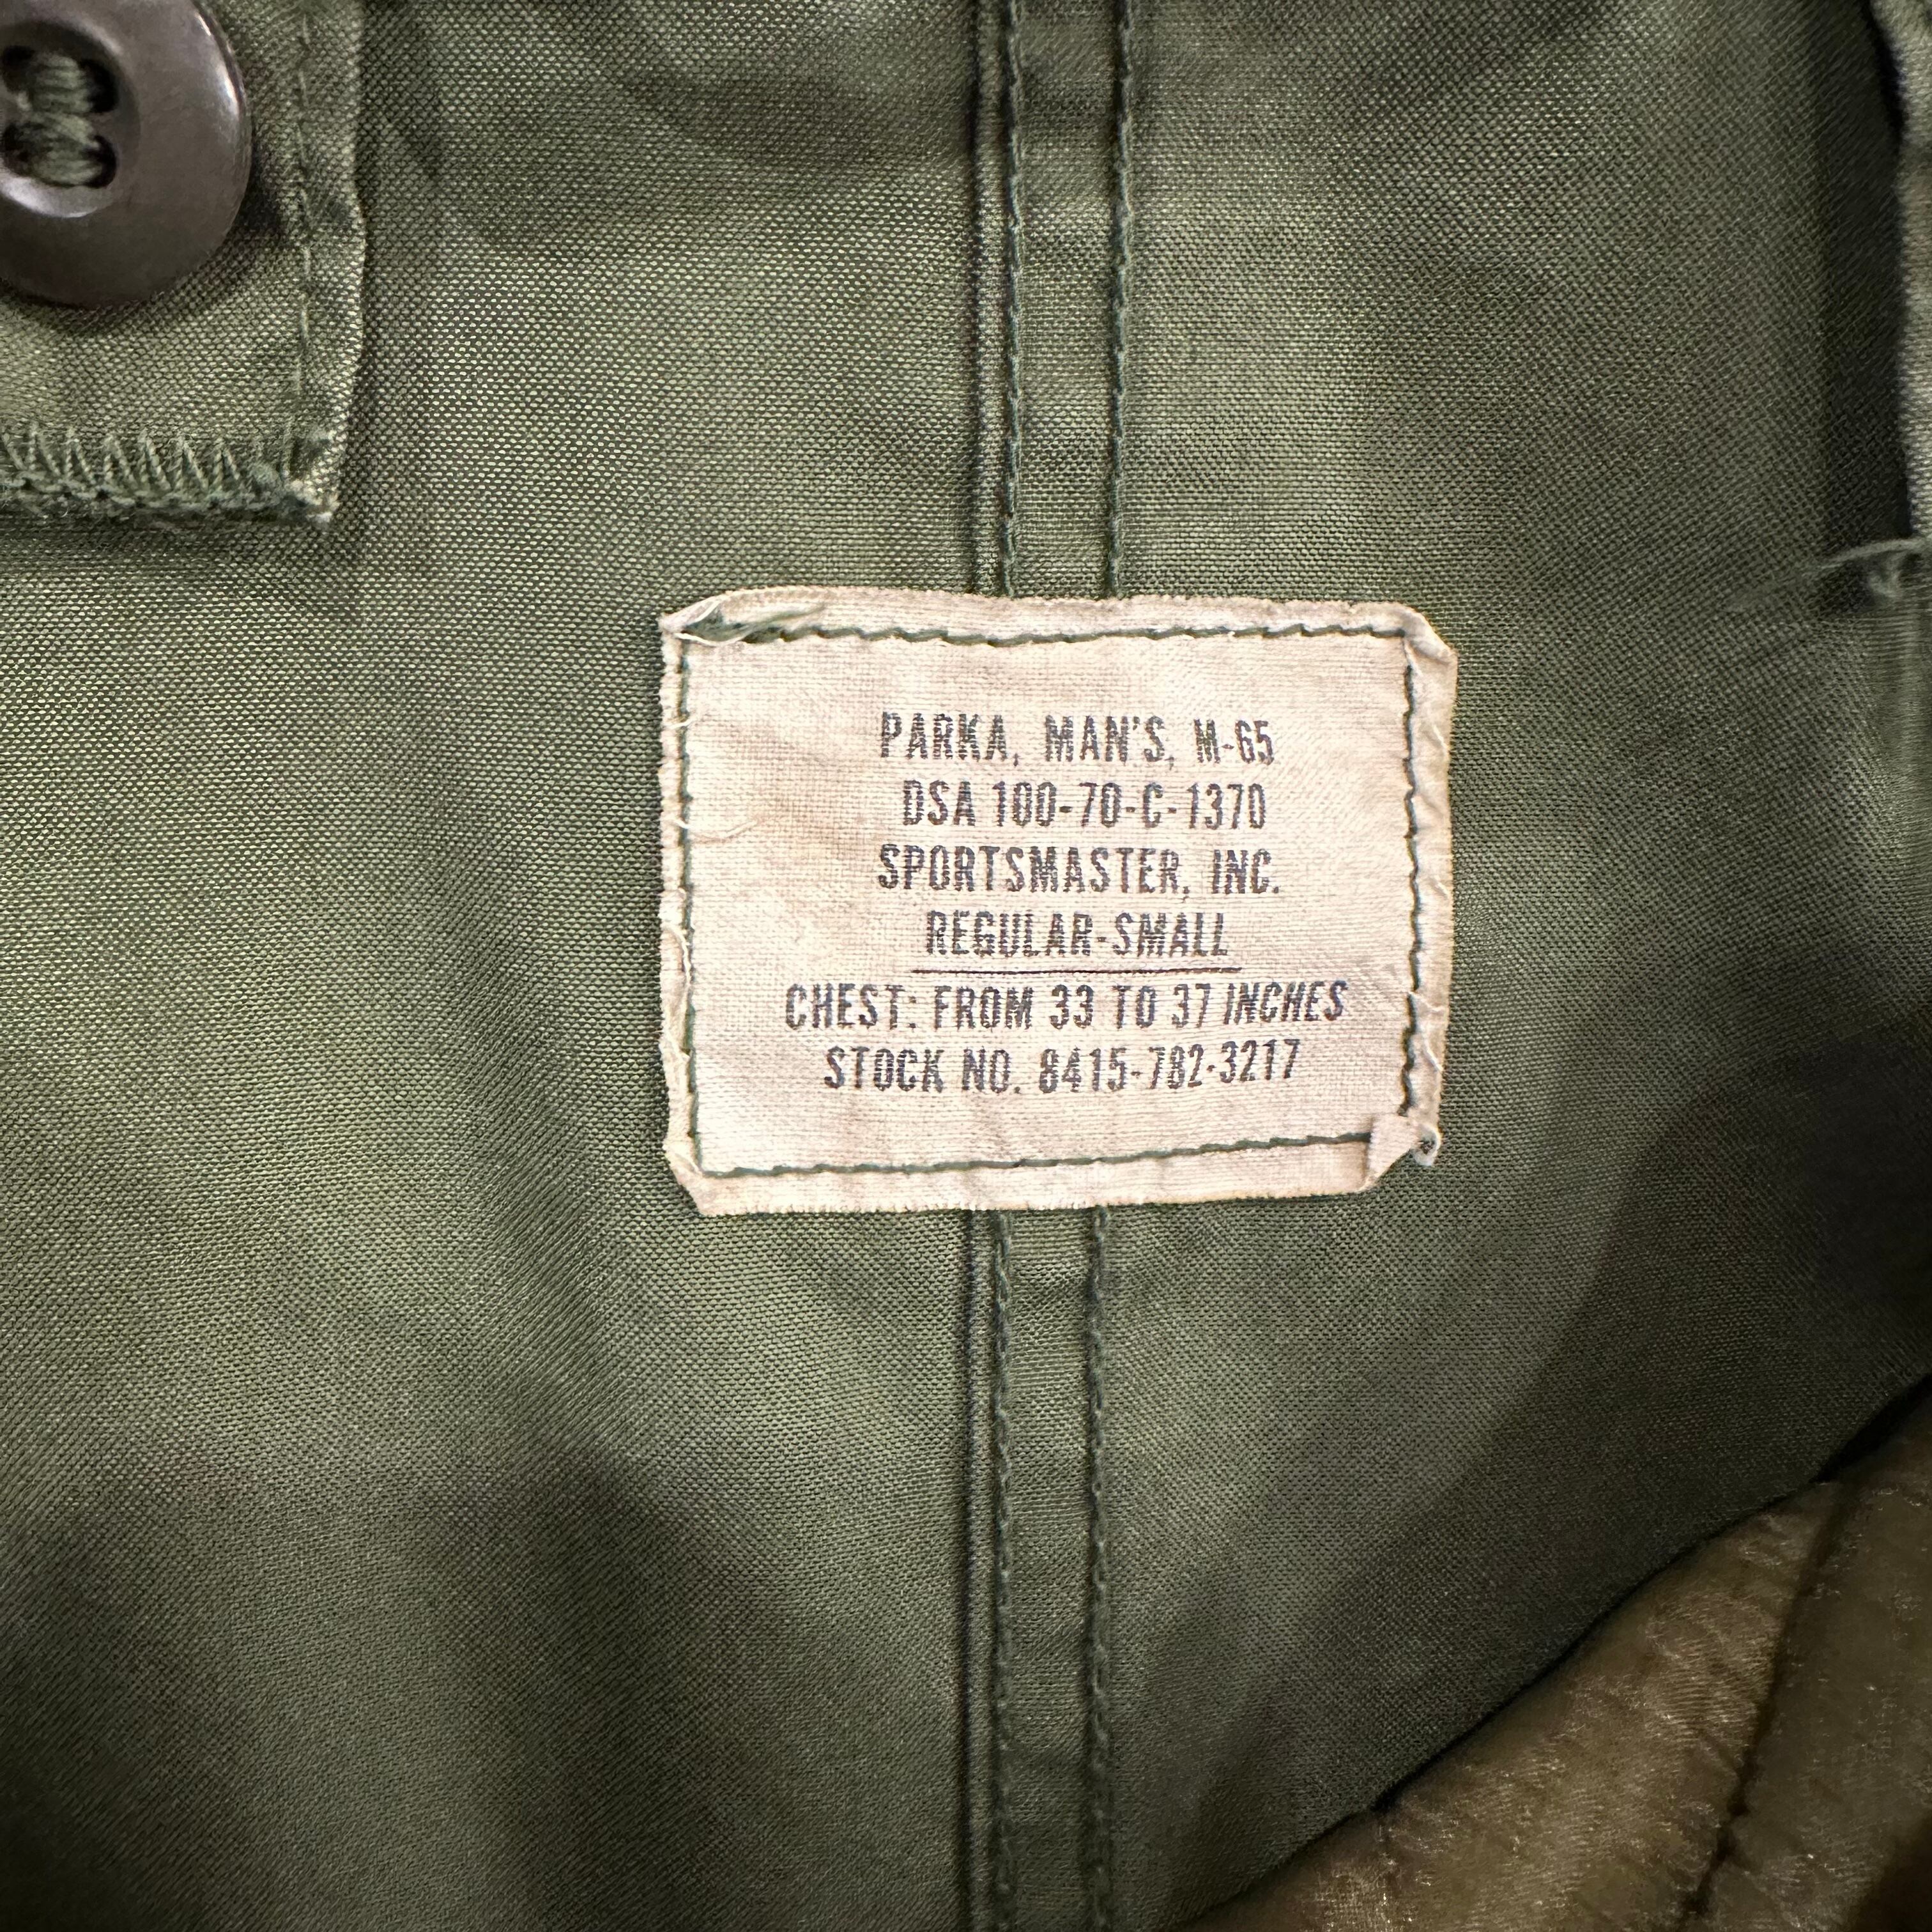 PARKA, MAN'S, M-65
DSA 100-70-C-1370
SPORTSMASTER, INC.
REGULAR-SMALL
CHEST: FROM 33 TO 37 INCHES
STOCK NO. 8415-782-3217